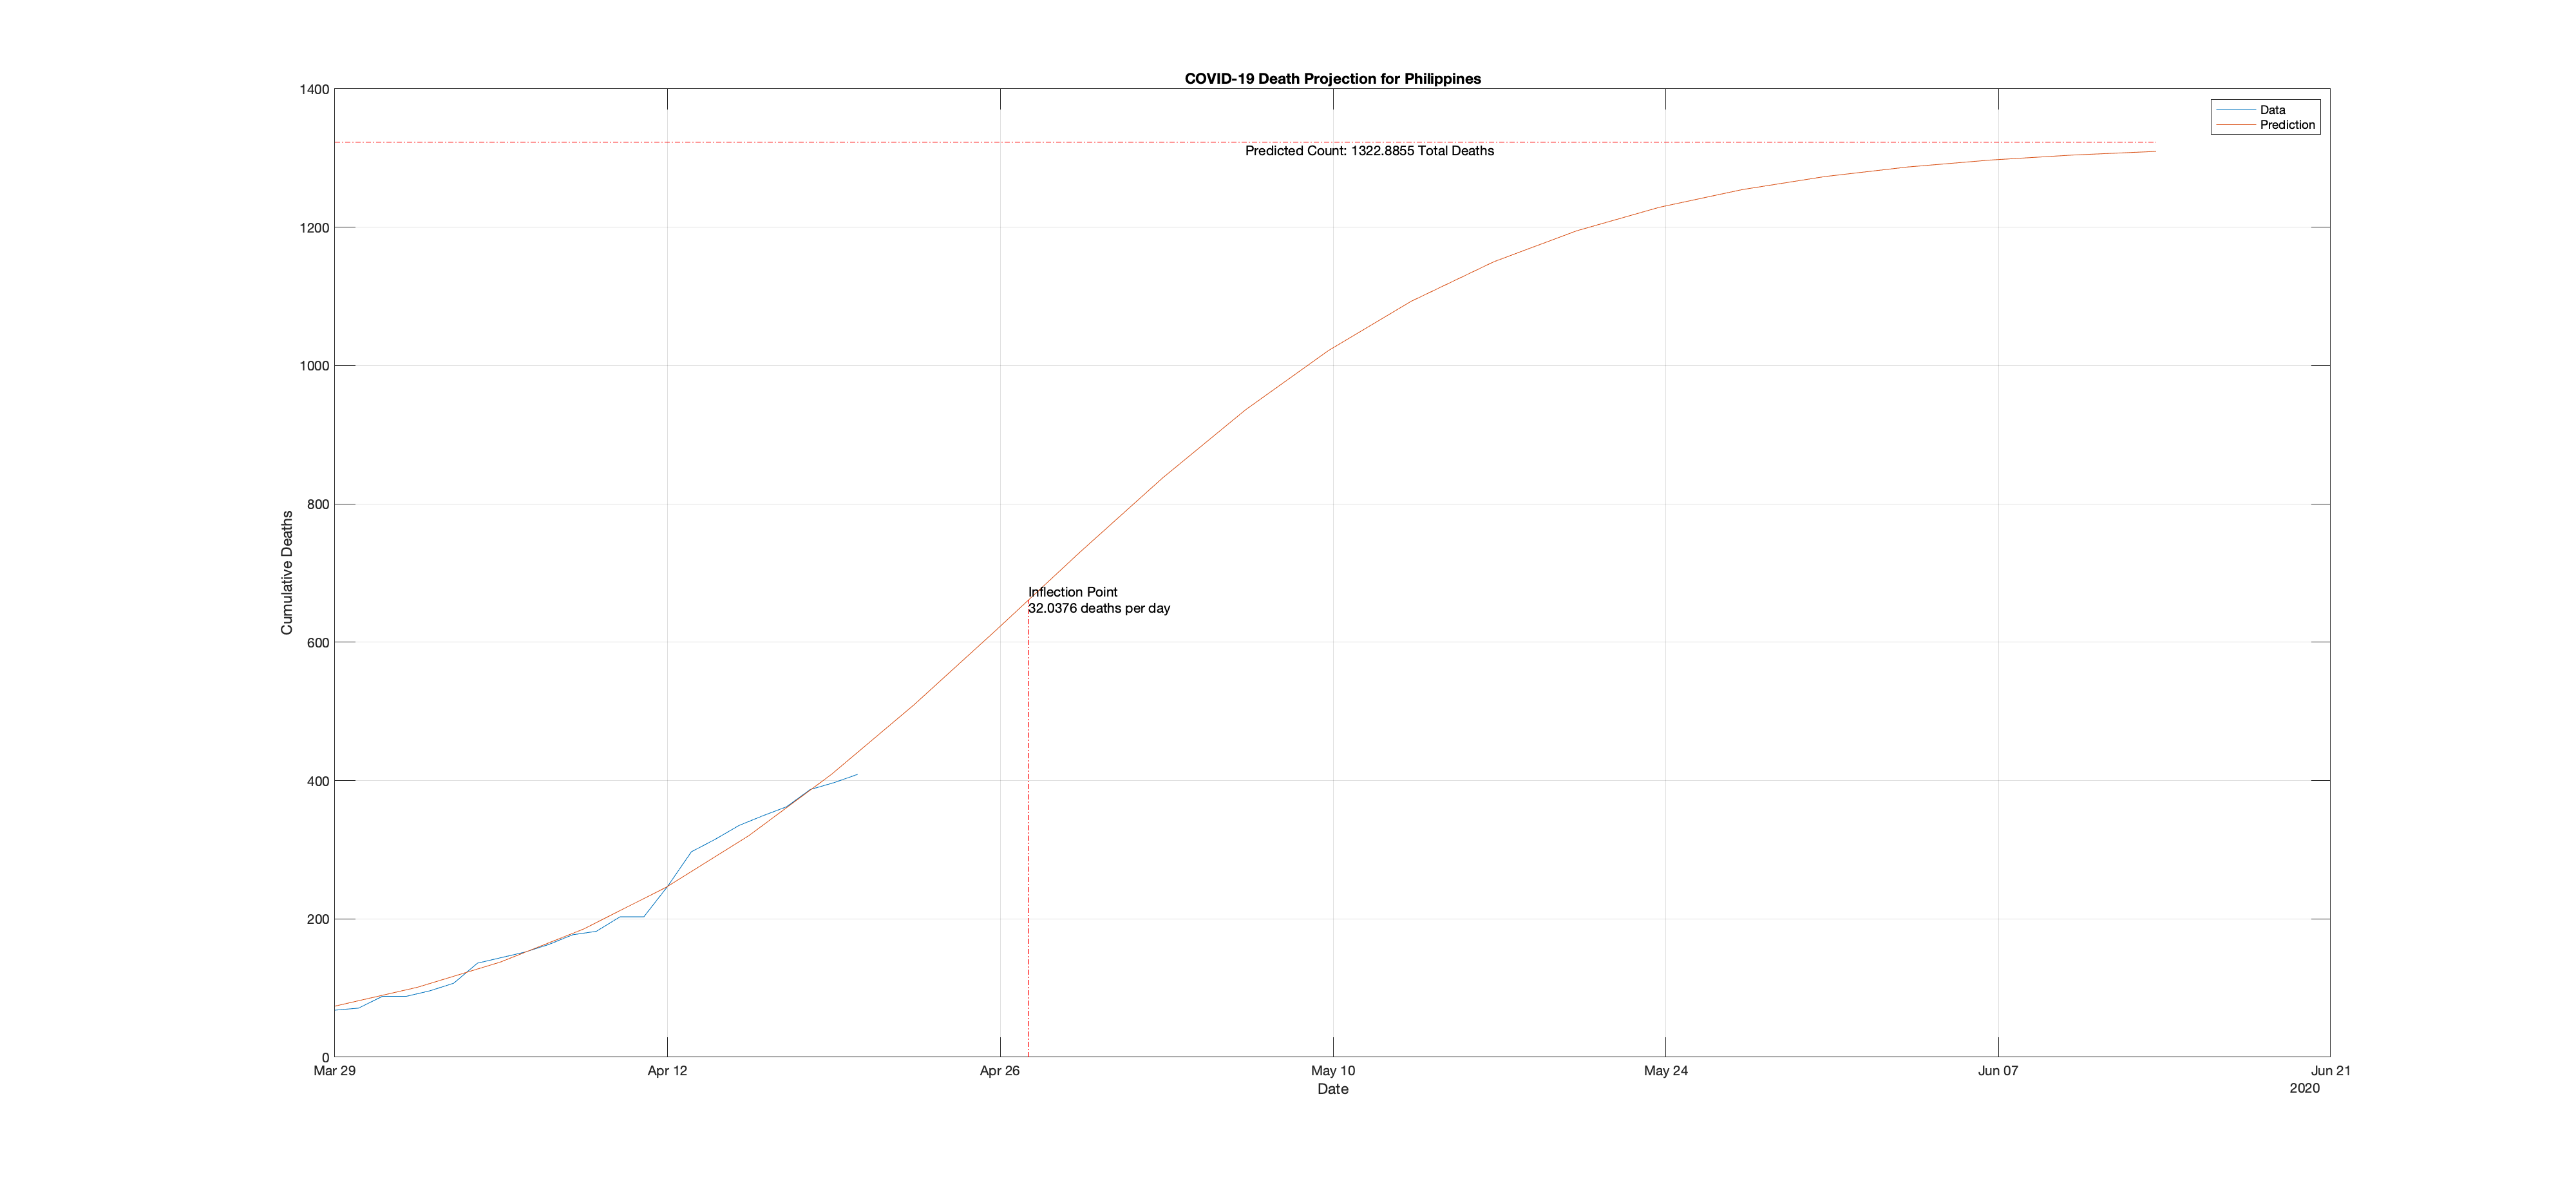 COVID-19 Death Projection for Philippines
1400
1200
1000
800
600
400
200
0
Cumulative Deaths
Data
Prediction
Predicted Count: 1322.8855 Total Deaths
Inflection Point
32.0376 deaths per day
Mar 29
Apr 12
Apr 26
May 10
May 24
Jun 07
Jun 21
2020
Date